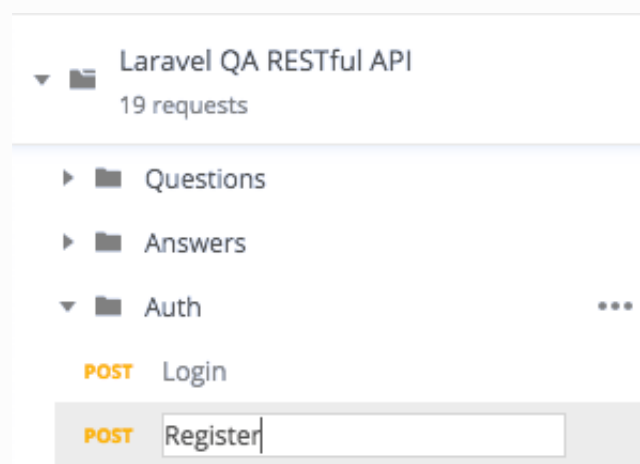 Laravel QA RESTful API
19 requests
Questions
Answers
Auth
POST Login
POST Register